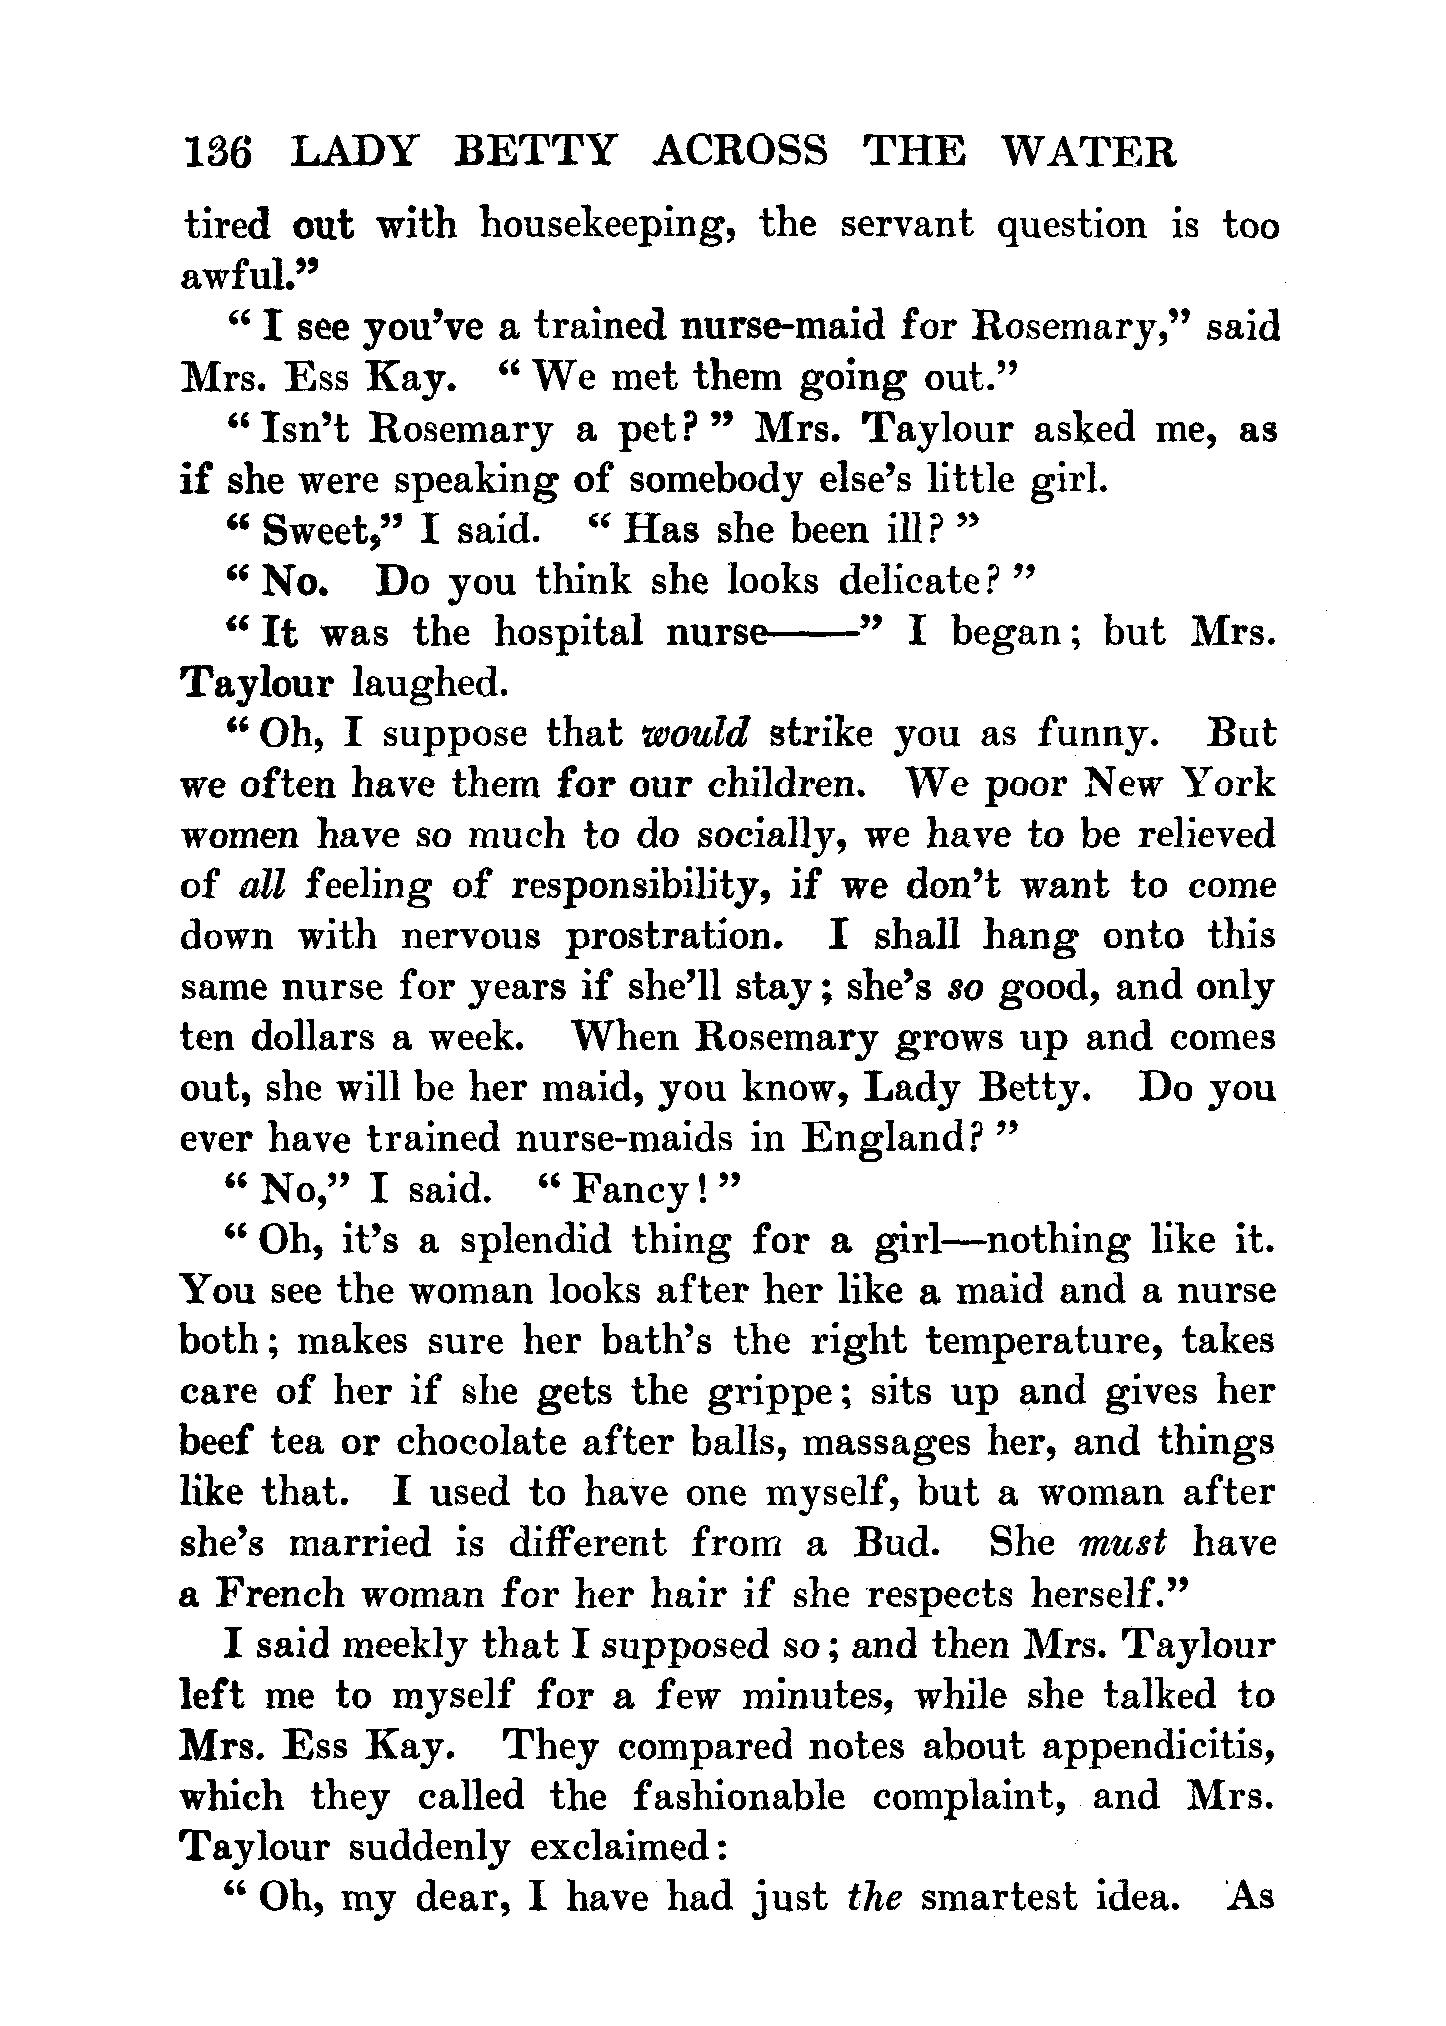 136 LADY BETTY ACROSS THE WATER
tired out with housekeeping, the servant question is too
awful."
"I see you've a trained nurse-maid for Rosemary," said
Mrs. Ess Kay. "We met them going out."
"Isn't Rosemary a pet?" Mrs. Taylour asked me, as
if she were speaking of somebody else's little girl.
"Sweet," I said. "Has she been ill?"
"No. Do you think she looks delicate?"
"It was the hospital nurse——" I began; but Mrs.
Taylour laughed.
"Oh, I suppose that would strike you as funny. But
we often have them for our children. We poor New York
women have so much to do socially, we have to be relieved
of all feeling of responsibility, if we don't want to come
down with nervous prostration. I shall hang onto this
same nurse for years if she'll stay; she's so good, and only
ten dollars a week. When Rosemary grows up and comes
out, she will be her maid, you know, Lady Betty. Do you
ever have trained nurse-maids in England?"
"No," I said. "Fancy!"
"Oh, it's a splendid thing for a girl—nothing like it.
You see the woman looks after her like a maid and a nurse
both; makes sure her bath's the right temperature, takes
care of her if she gets the grippe; sits up and gives her
beef tea or chocolate after balls, massages her, and things
like that. I used to have one myself, but a woman after
she's married is different from a Bud. She must have
a French woman for her hair if she respects herself."
I said meekly that I supposed so; and then Mrs. Taylour
left me to myself for a few minutes, while she talked to
Mrs. Ess Kay. They compared notes about appendicitis,
which they called the fashionable complaint, and Mrs.
Taylour suddenly exclaimed:
"Oh, my dear, I have had just the smartest idea. As